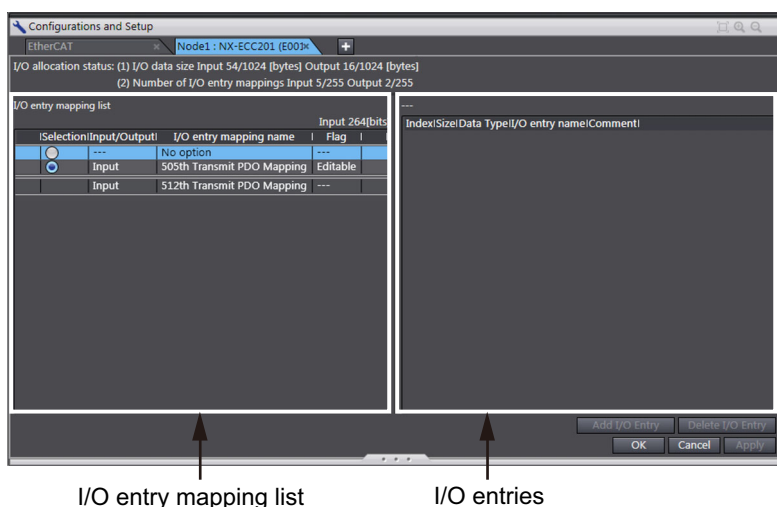 Configurations and Setup
EtherCAT × Node1 : NX-ECC201 (E001× +
I/O allocation status: (1) I/O data size Input 54/1024 [bytes] Output 16/1024 [bytes]
(2) Number of I/O entry mappings Input 5/255 Output 2/255
I/O entry mapping list
Input 264[bits
|Selection|Input/Output| I/O entry mapping name | Flag |
--- No option ---
Input 505th Transmit PDO Mapping Editable
Input 512th Transmit PDO Mapping ---
---
Index|Size|Data Type|I/O entry name|Comment|
Add I/O Entry Delete I/O Entry
OK Cancel Apply
I/O entry mapping list
I/O entries